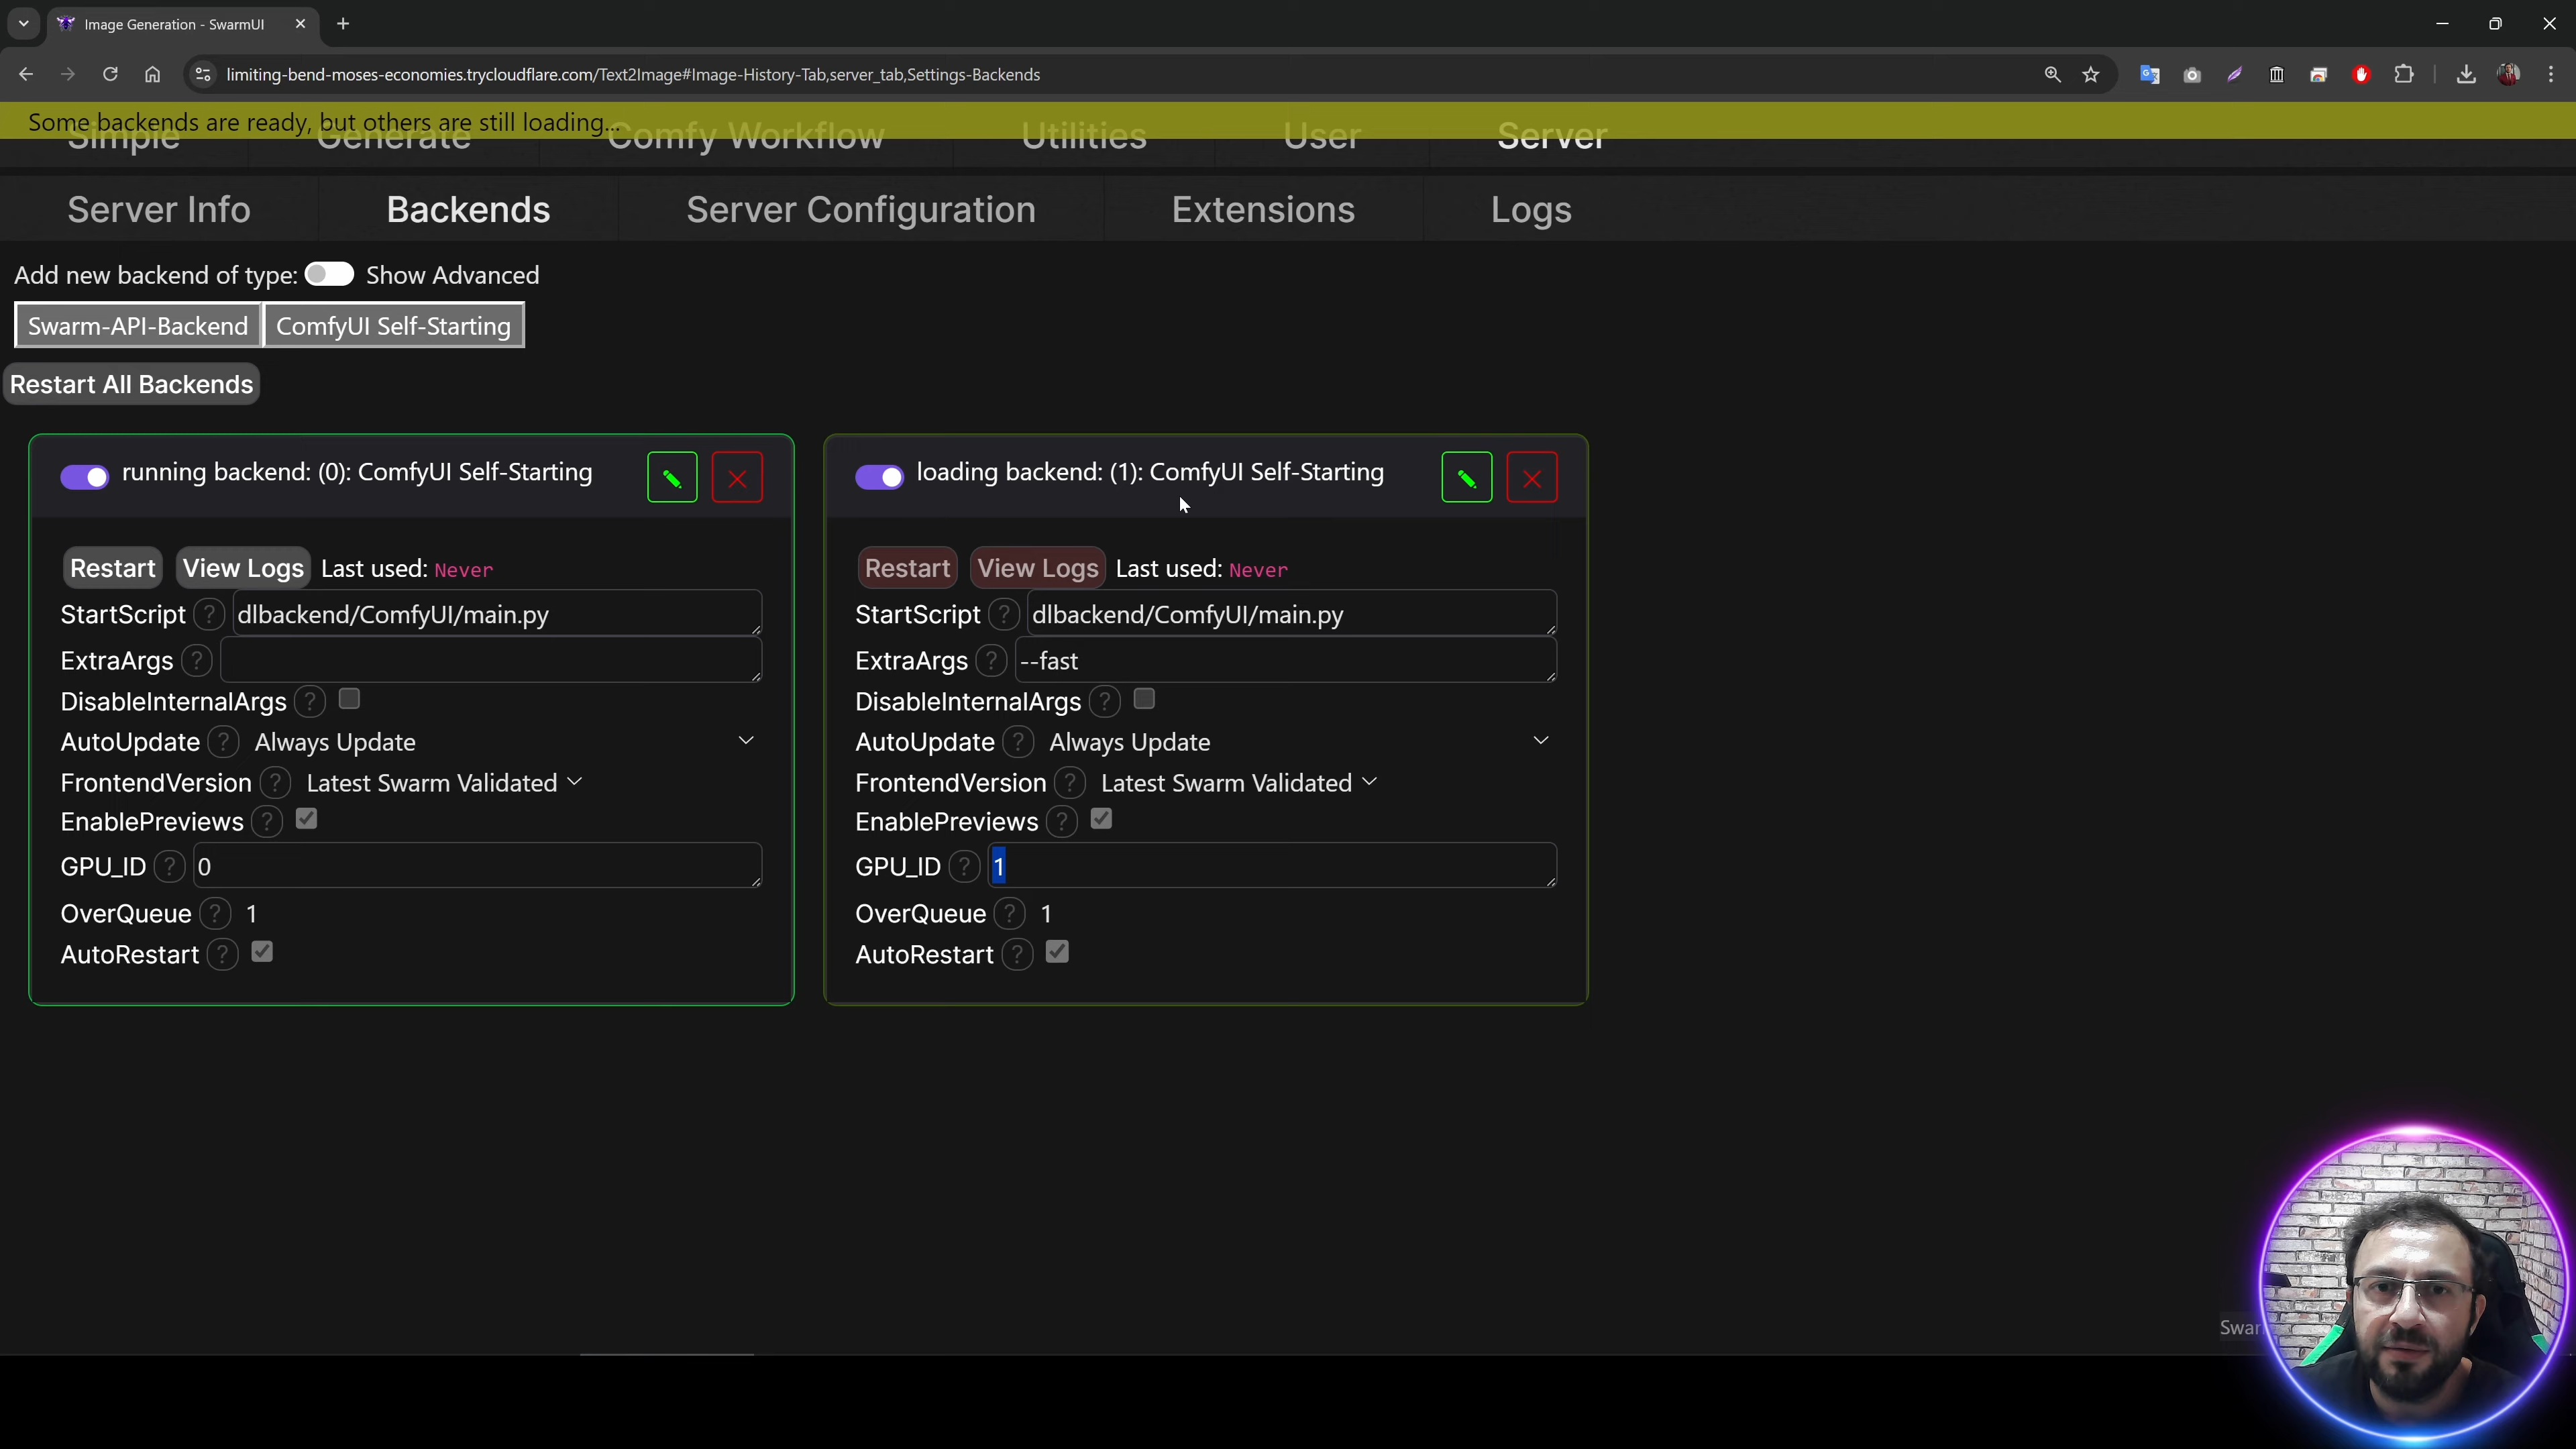 Image Generation - SwarmUI
limiting-bend-moses-economies.trycloudflare.com/Text2Image#Image-History-Tab,server_tab,Settings-Backends
Some backends are ready, but others are still loading...
Simple Generate Comfy Workflow Utilities User Server
Server Info Backends Server Configuration Extensions Logs
Add new backend of type: Show Advanced
Swarm-API-Backend ComfyUI Self-Starting
Restart All Backends
running backend: (0): ComfyUI Self-Starting
Restart View Logs Last used: Never
StartScript ? dlbackend/ComfyUI/main.py
ExtraArgs ?
DisableInternalArgs ?
AutoUpdate ? Always Update
FrontendVersion ? Latest Swarm Validated
EnablePreviews ?
GPU_ID ? 0
OverQueue ? 1
AutoRestart ?
loading backend: (1): ComfyUI Self-Starting
Restart View Logs Last used: Never
StartScript ? dlbackend/ComfyUI/main.py
ExtraArgs ? --fast
DisableInternalArgs ?
AutoUpdate ? Always Update
FrontendVersion ? Latest Swarm Validated
EnablePreviews ?
GPU_ID ? 1
OverQueue ? 1
AutoRestart ?